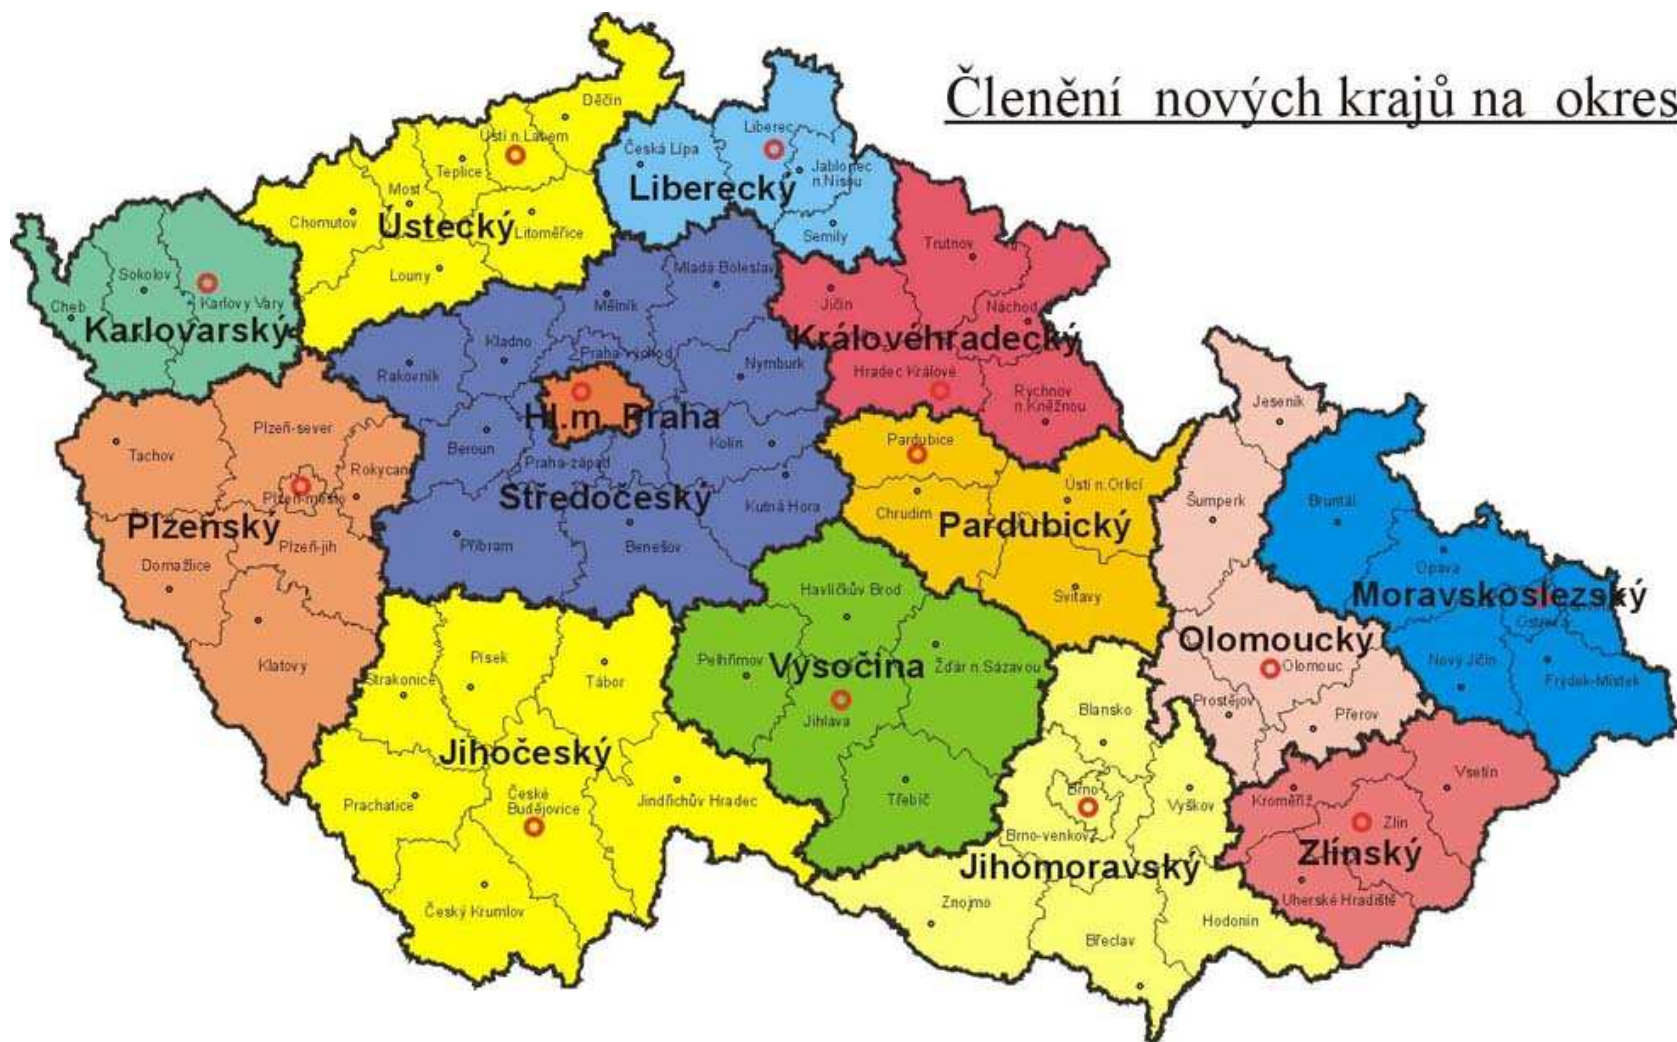 Členění nových krajů na okres
Děčín
Ústí n.Labem
Teplice
Most
Chomutov
Ústecký
Litoměřice
Louny
Liberec
Česká Lípa
Jablonec
n.Nisou
Liberecký
Semily
Sokolov
Cheb
Karlovy Vary
Karlovarský
Trutnov
Jičín
Náchod
Královéhradecký
Hradec Králové
Rychnov
n.Kněžnou
Mladá Boleslav
Mělník
Kladno
Praha-východ
Rakovník
Nymburk
Hl.m. Praha
Beroun
Kolín
Praha-západ
Středočeský
Kutná Hora
Příbram
Benešov
Plzeň-sever
Tachov
Rokycany
Plzeň-město
Plzeňský
Plzeň-jih
Domažlice
Klatovy
Pardubice
Ústí n.Orlicí
Chrudim
Pardubický
Svitavy
Jeseník
Šumperk
Olomoucký
Olomouc
Prostějov
Přerov
Bruntál
Opava
Moravskoslezský
Ostrava
Nový Jičín
Frýdek-Místek
Havlíčkův Brod
Pelhřimov
Vysočina
Žďár n.Sázavou
Jihlava
Třebíč
Písek
Strakonice
Tábor
Jihočeský
Prachatice
České
Budějovice
Jindřichův Hradec
Český Krumlov
Blansko
Brno
Vyškov
Brno-venkov
Jihomoravský
Znojmo
Hodonín
Břeclav
Vsetín
Kroměříž
Zlín
Zlínský
Uherské Hradiště